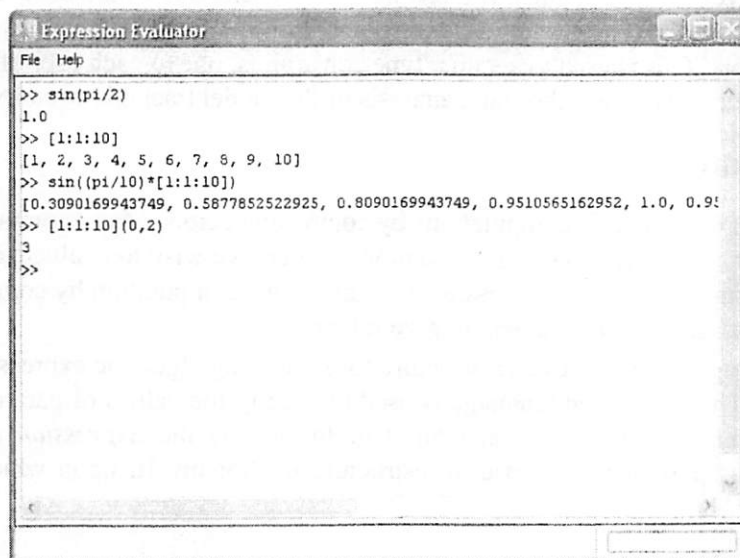 Expression Evaluator
File Help
>> sin(pi/2)
1.0
>> [1:1:10]
[1, 2, 3, 4, 5, 6, 7, 8, 9, 10]
>> sin((pi/10)*[1:1:10])
[0.3090169943749, 0.5877852522925, 0.8090169943749, 0.9510565162952, 1.0, 0.95
>> [1:1:10](0,2)
3
>>